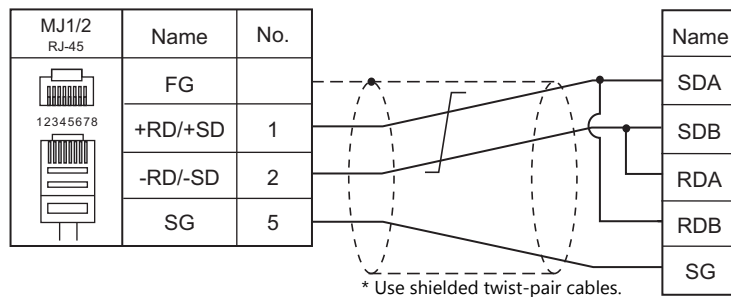 MJ1/2
RJ-45
Name
No.
FG
12345678
+RD/+SD
1
-RD/-SD
2
SG
5
Name
SDA
SDB
RDA
RDB
SG
* Use shielded twist-pair cables.